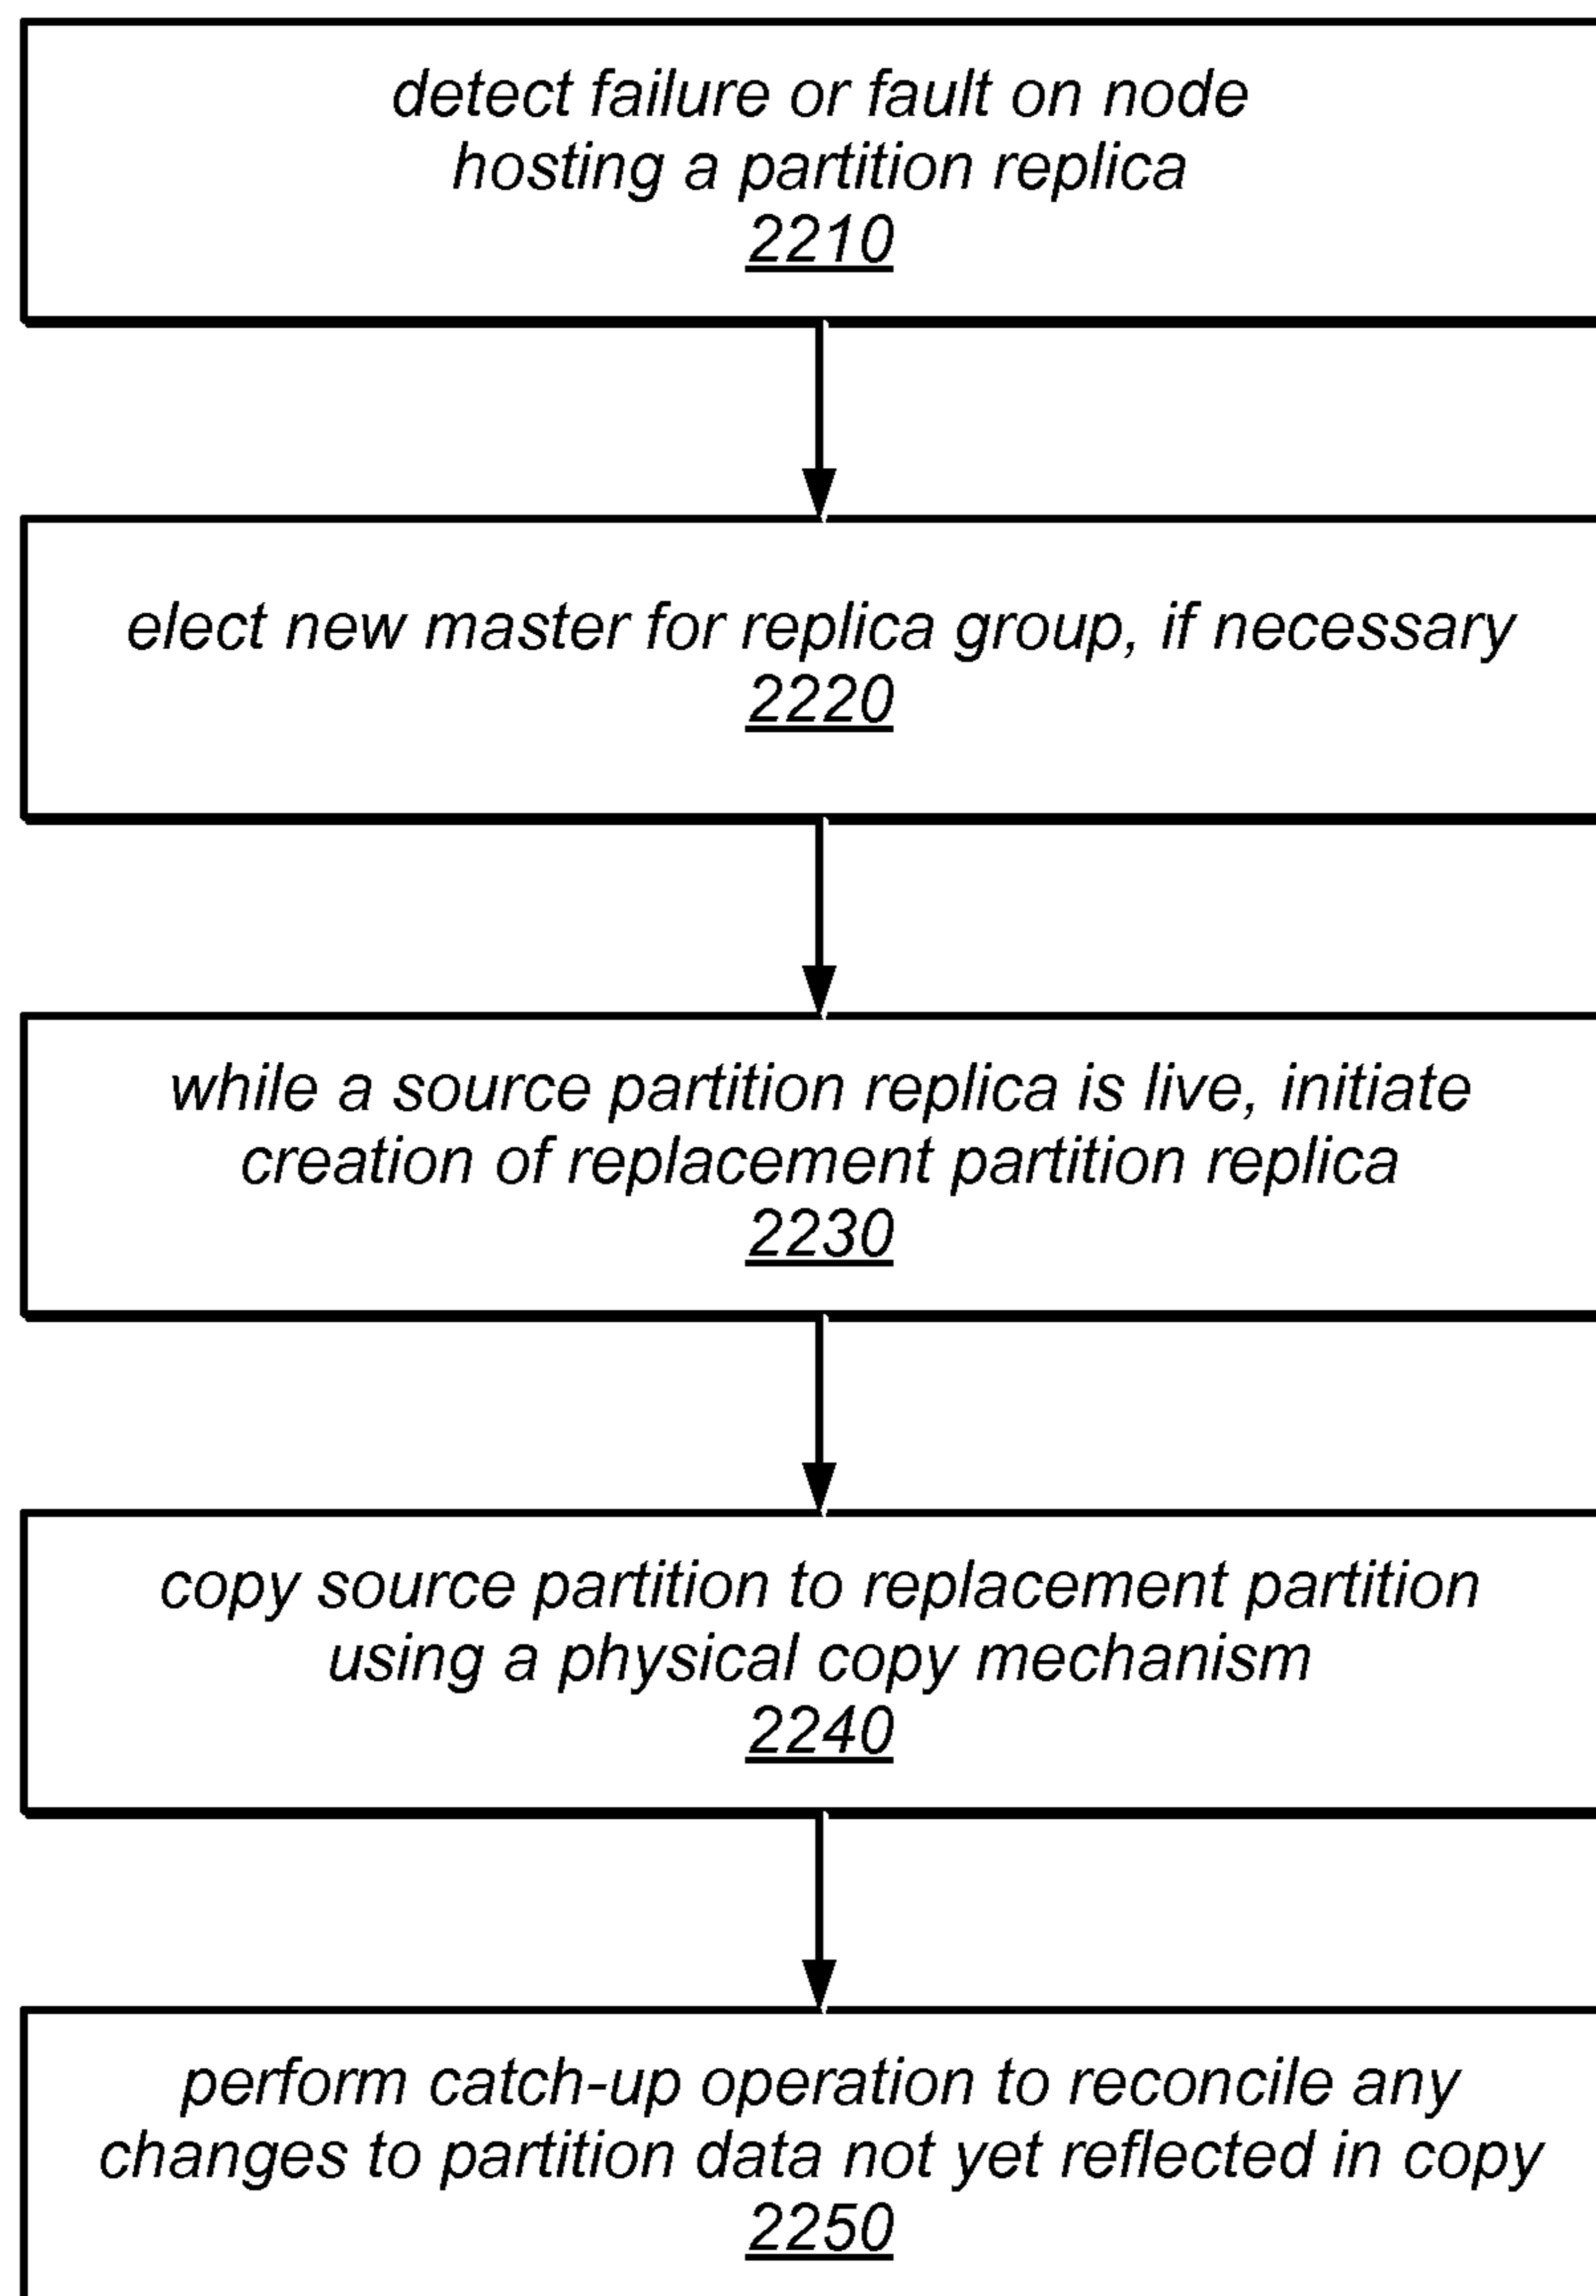 detect failure or fault on node
hosting a partition replica
2210
elect new master for replica group, if necessary
2220
while a source partition replica is live, initiate
creation of replacement partition replica
2230
copy source partition to replacement partition
using a physical copy mechanism
2240
perform catch-up operation to reconcile any
changes to partition data not yet reflected in copy
2250